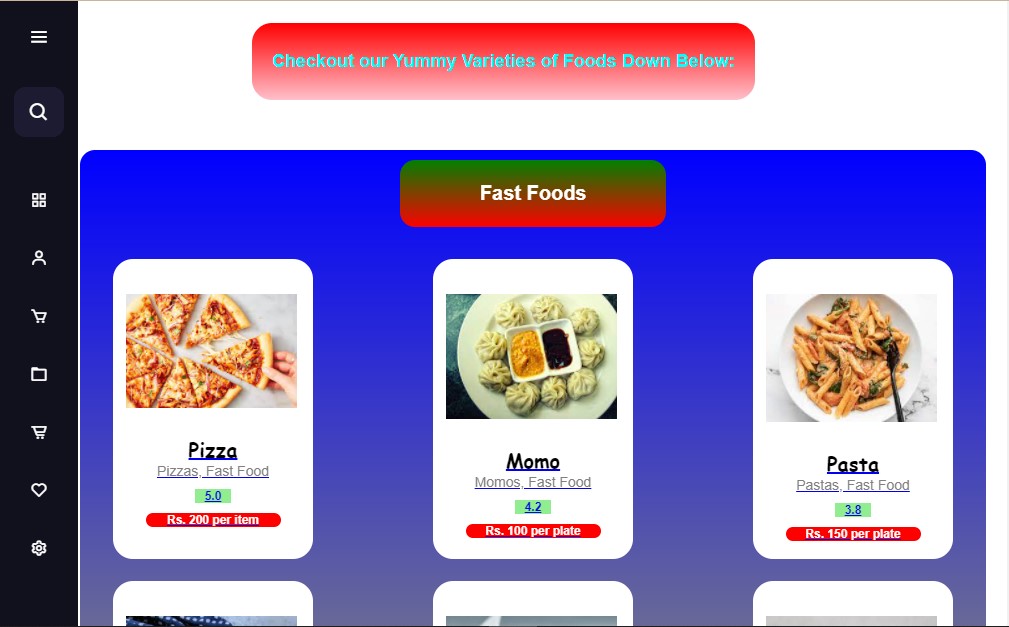 Checkout our Yummy Varieties of Foods Down Below:
Fast Foods
Pizza
Pizzas, Fast Food
5.0
Rs. 200 per item
Momo
Momos, Fast Food
4.2
Rs. 100 per plate
Pasta
Pastas, Fast Food
3.8
Rs. 150 per plate